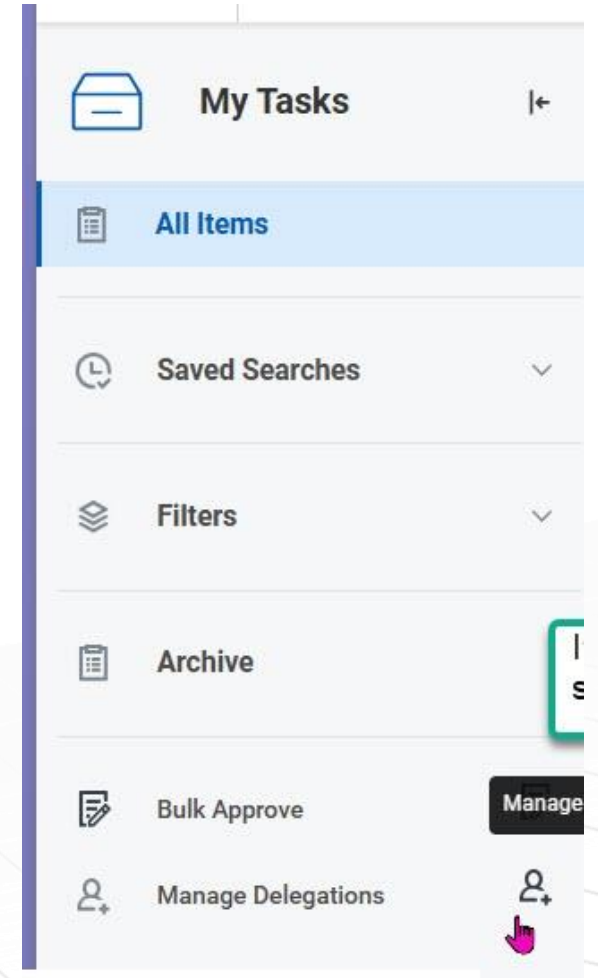 My Tasks
All Items
Saved Searches
Filters
Archive
Bulk Approve
Manage
Manage Delegations